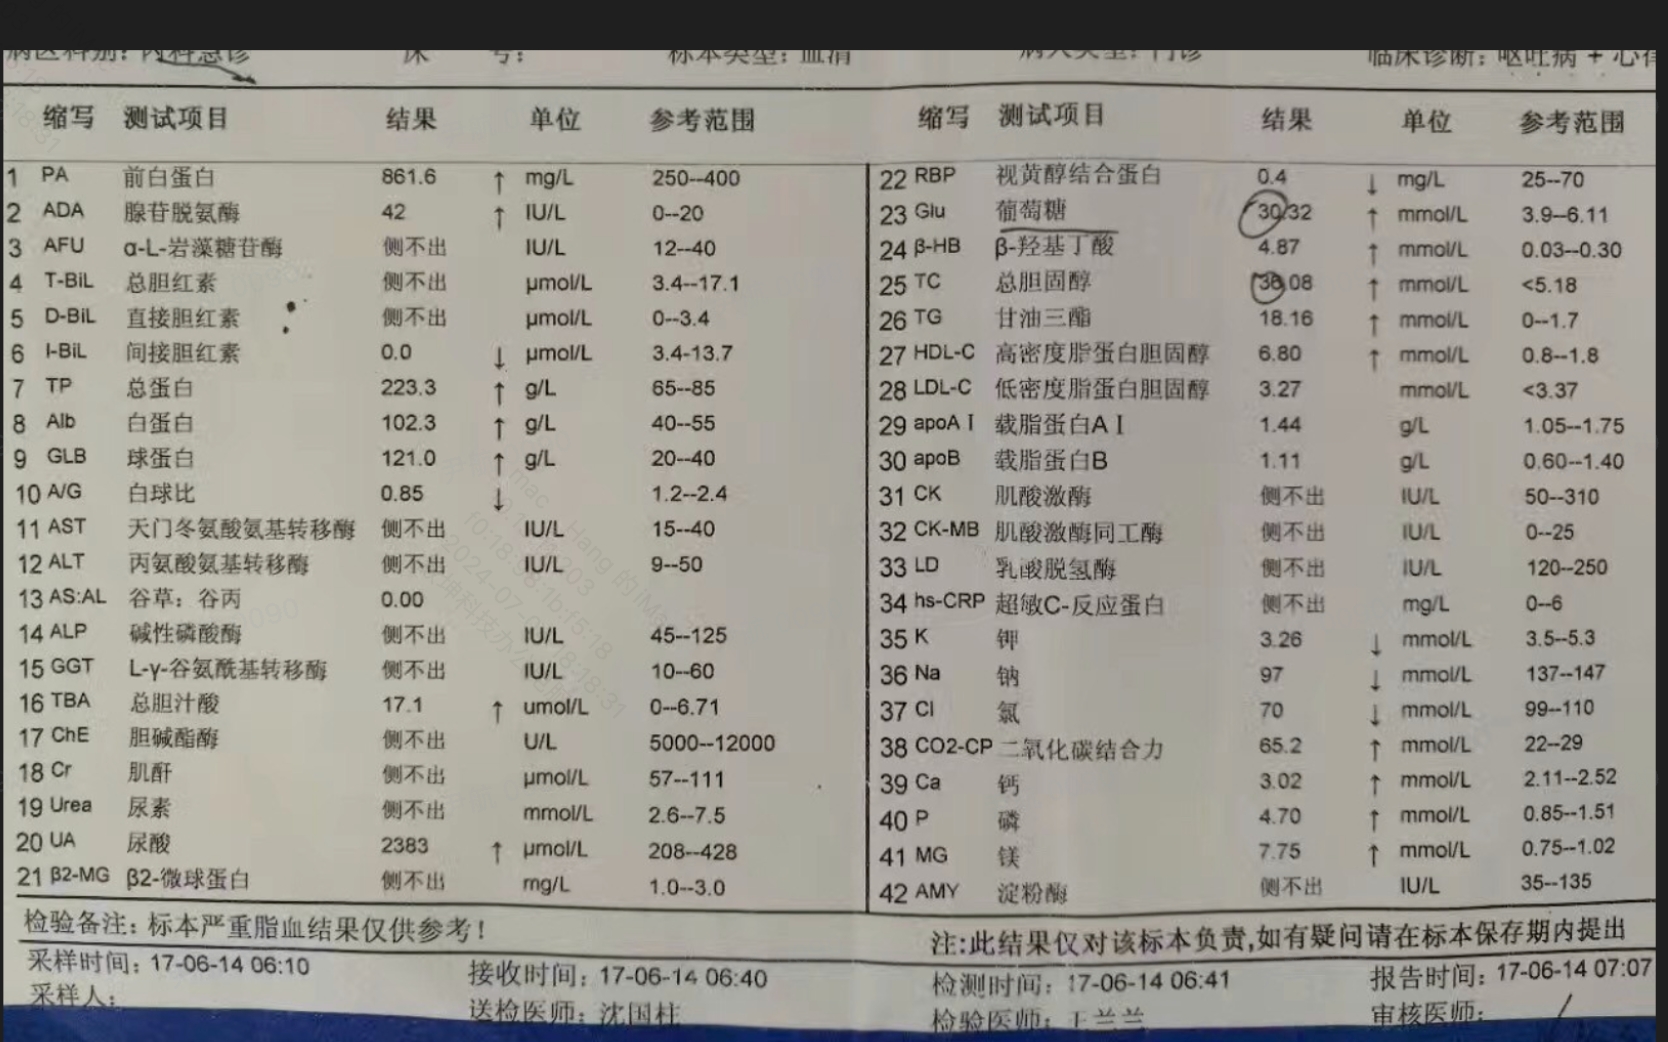 病区科别：内科急诊 床 号： 标本类型：血清 病人类型：门诊 临床诊断：呕吐病 + 心律
缩写 测试项目 结果 单位 参考范围 缩写 测试项目 结果 单位 参考范围
1 PA 前白蛋白 861.6 ↑ mg/L 250--400
2 ADA 腺苷脱氨酶 42 ↑ IU/L 0--20
3 AFU α-L-岩藻糖苷酶 侧不出 IU/L 12--40
4 T-BiL 总胆红素 侧不出 μmol/L 3.4--17.1
5 D-BiL 直接胆红素 侧不出 μmol/L 0--3.4
6 I-BiL 间接胆红素 0.0 ↓ μmol/L 3.4-13.7
7 TP 总蛋白 223.3 ↑ g/L 65--85
8 Alb 白蛋白 102.3 ↑ g/L 40--55
9 GLB 球蛋白 121.0 ↑ g/L 20--40
10 A/G 白球比 0.85 ↓ 1.2--2.4
11 AST 天门冬氨酸氨基转移酶 侧不出 IU/L 15--40
12 ALT 丙氨酸氨基转移酶 侧不出 IU/L 9--50
13 AS:AL 谷草：谷丙 0.00
14 ALP 碱性磷酸酶 侧不出 IU/L 45--125
15 GGT L-γ-谷氨酰基转移酶 侧不出 IU/L 10--60
16 TBA 总胆汁酸 17.1 ↑ umol/L 0--6.71
17 ChE 胆碱酯酶 侧不出 U/L 5000--12000
18 Cr 肌酐 侧不出 μmol/L 57--111
19 Urea 尿素 侧不出 mmol/L 2.6--7.5
20 UA 尿酸 2383 ↑ μmol/L 208--428
21 β2-MG β2-微球蛋白 侧不出 mg/L 1.0--3.0
22 RBP 视黄醇结合蛋白 0.4 ↓ mg/L 25--70
23 Glu 葡萄糖 30.32 ↑ mmol/L 3.9--6.11
24 β-HB β-羟基丁酸 4.87 ↑ mmol/L 0.03--0.30
25 TC 总胆固醇 36.08 ↑ mmol/L <5.18
26 TG 甘油三酯 18.16 ↑ mmol/L 0--1.7
27 HDL-C 高密度脂蛋白胆固醇 6.80 ↑ mmol/L 0.8--1.8
28 LDL-C 低密度脂蛋白胆固醇 3.27 mmol/L <3.37
29 apoA I 载脂蛋白A I 1.44 g/L 1.05--1.75
30 apoB 载脂蛋白B 1.11 g/L 0.60--1.40
31 CK 肌酸激酶 侧不出 IU/L 50--310
32 CK-MB 肌酸激酶同工酶 侧不出 IU/L 0--25
33 LD 乳酸脱氢酶 侧不出 IU/L 120--250
34 hs-CRP 超敏C-反应蛋白 侧不出 mg/L 0--6
35 K 钾 3.26 ↓ mmol/L 3.5--5.3
36 Na 钠 97 ↓ mmol/L 137--147
37 Cl 氯 70 ↓ mmol/L 99--110
38 CO2-CP 二氧化碳结合力 65.2 ↑ mmol/L 22--29
39 Ca 钙 3.02 ↑ mmol/L 2.11--2.52
40 P 磷 4.70 ↑ mmol/L 0.85--1.51
41 MG 镁 7.75 ↑ mmol/L 0.75--1.02
42 AMY 淀粉酶 侧不出 IU/L 35--135
检验备注：标本严重脂血结果仅供参考！
注:此结果仅对该标本负责,如有疑问请在标本保存期内提出
采样时间：17-06-14 06:10 接收时间：17-06-14 06:40 检测时间：17-06-14 06:41 报告时间：17-06-14 07:07
采样人： 送检医师：沈国柱 检验医师：王兰兰 审核医师：